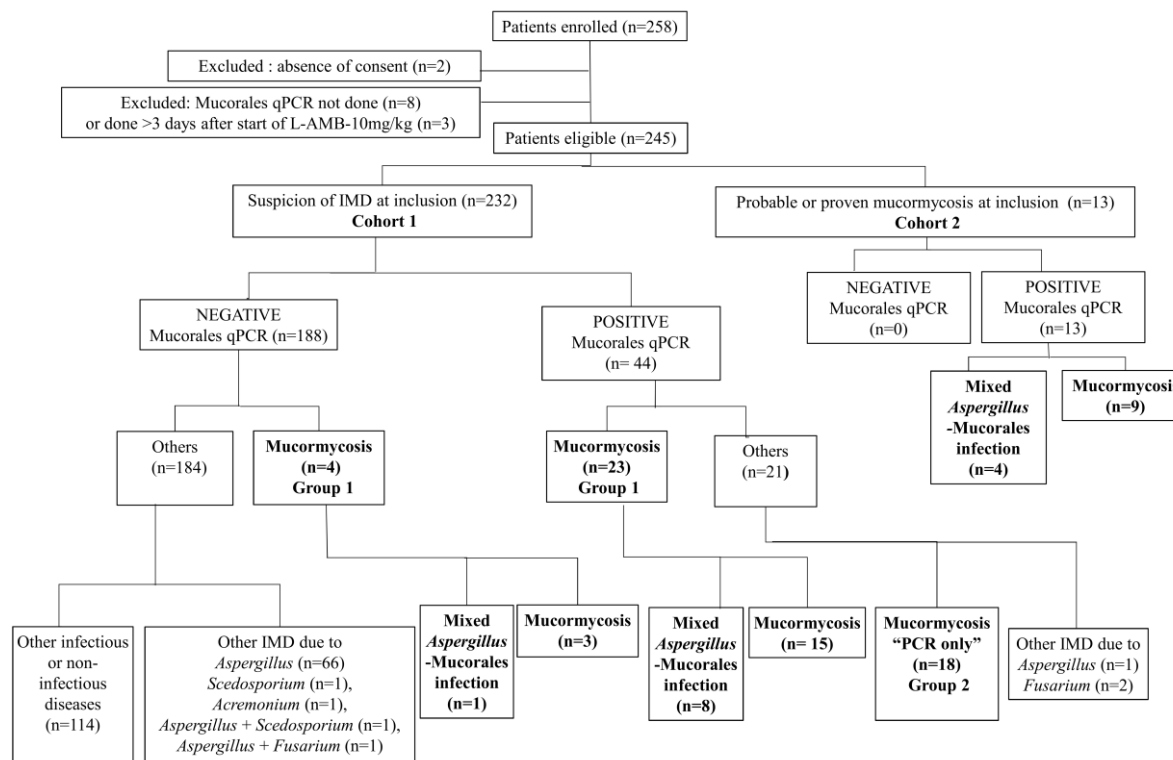 Patients enrolled (n=258)
Excluded : absence of consent (n=2)
Excluded: Mucorales qPCR not done (n=8)
or done >3 days after start of L-AMB-10mg/kg (n=3)
Patients eligible (n=245)
Suspicion of IMD at inclusion (n=232)
Cohort 1
Probable or proven mucormycosis at inclusion (n=13)
Cohort 2
NEGATIVE
Mucorales qPCR (n=188)
POSITIVE
Mucorales qPCR
(n= 44)
NEGATIVE
Mucorales qPCR
(n=0)
POSITIVE
Mucorales qPCR
(n=13)
Mixed
Aspergillus
-Mucorales
infection
(n=4)
Mucormycosis
(n=9)
Others
(n=184)
Mucormycosis
(n=4)
Group 1
Mucormycosis
(n=23)
Group 1
Others
(n=21)
Other infectious
or non-
infectious
diseases
(n=114)
Other IMD due to
Aspergillus (n=66)
Scedosporium (n=1),
Acremonium (n=1),
Aspergillus + Scedosporium (n=1),
Aspergillus + Fusarium (n=1)
Mixed
Aspergillus
-Mucorales
infection
(n=1)
Mucormycosis
(n=3)
Mixed
Aspergillus
-Mucorales
infection
(n=8)
Mucormycosis
(n= 15)
Mucormycosis
“PCR only”
(n=18)
Group 2
Other IMD due to
Aspergillus (n=1)
Fusarium (n=2)